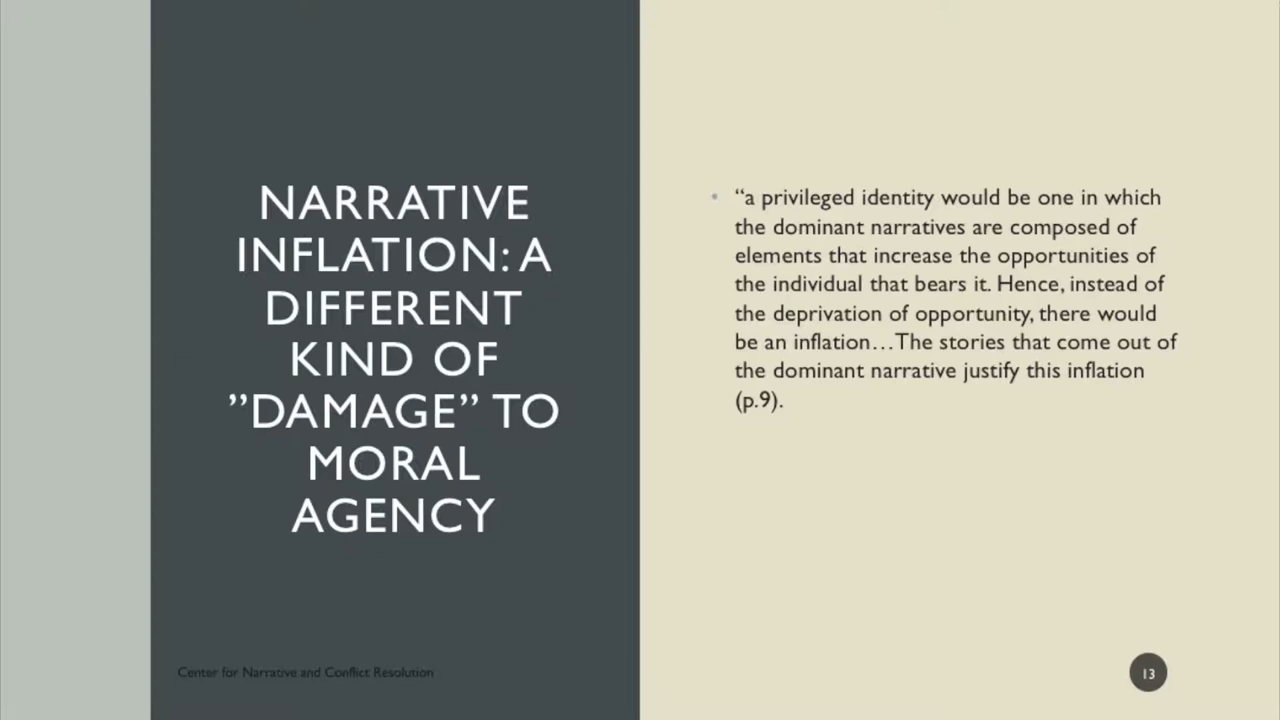 NARRATIVE
INFLATION: A
DIFFERENT
KIND OF
”DAMAGE” TO
MORAL
AGENCY
• “a privileged identity would be one in which
the dominant narratives are composed of
elements that increase the opportunities of
the individual that bears it. Hence, instead of
the deprivation of opportunity, there would
be an inflation…The stories that come out of
the dominant narrative justify this inflation
(p.9).
Center for Narrative and Conflict Resolution
13